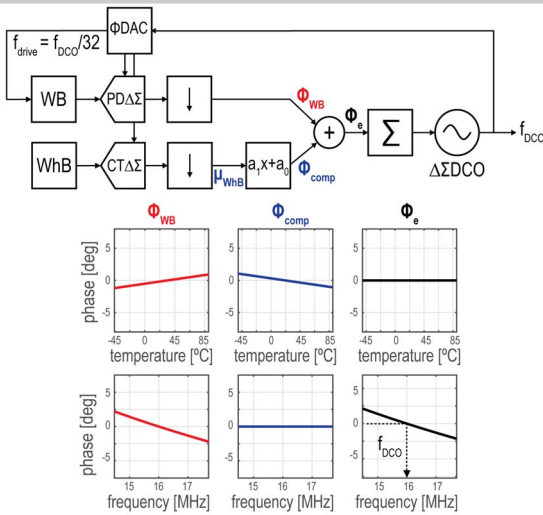 ΦDAC
f_drive = f_DCO/32
WB
PDΔΣ
↓
Φ_WB
Φ_e
+
Σ
f_DCO
ΔΣDCO
WhB
CTΔΣ
↓
μ_WhB
a₁x+a₀
Φ_comp
Φ_WB Φ_comp Φ_e
phase [deg]
5 5 5
0 0 0
-5 -5 -5
-45 0 45 85 -45 0 45 85 -45 0 45 85
temperature [ºC] temperature [ºC] temperature [ºC]
phase [deg]
5 5 5
0 0 0
-5 -5 -5
f_DCO
15 16 17 15 16 17 15 16 17
frequency [MHz] frequency [MHz] frequency [MHz]